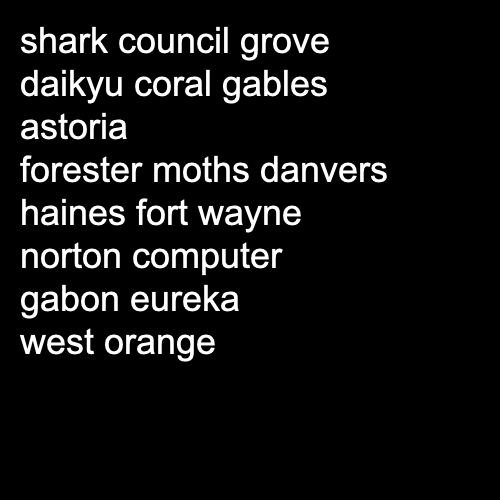 shark council grove
daikyu coral gables
astoria
forester moths danvers
haines fort wayne
norton computer
gabon eureka
west orange